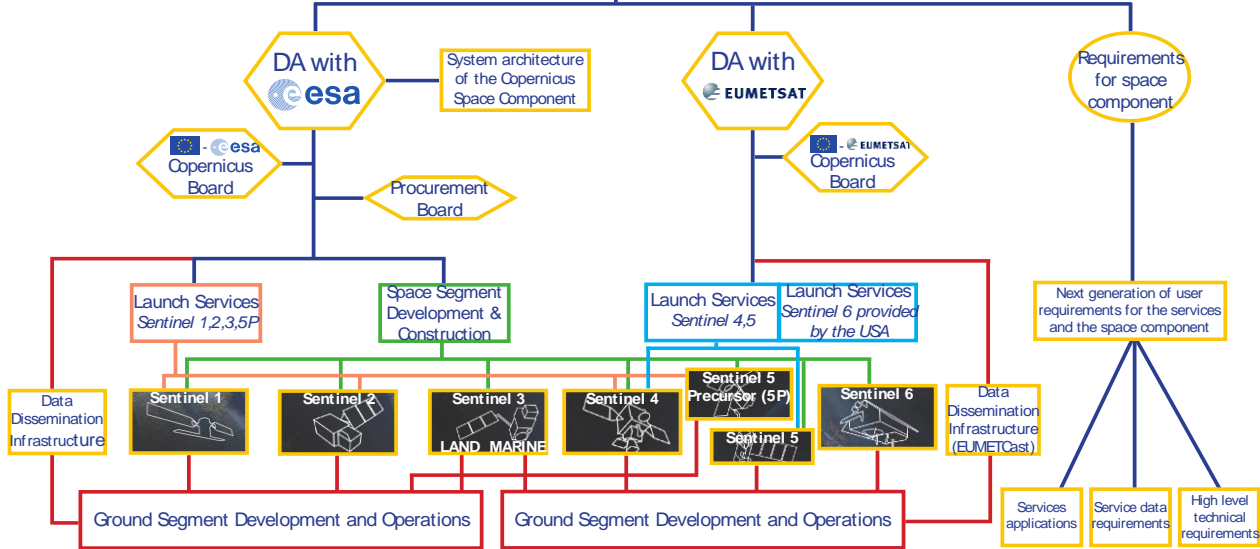 DA with
esa
System architecture
of the Copernicus
Space Component
DA with
EUMETSAT
Requirements
for space
component
- esa
Copernicus
Board
Procurement
Board
- EUMETSAT
Copernicus
Board
Launch Services
Sentinel 1,2,3,5P
Space Segment
Development &
Construction
Launch Services
Sentinel 4,5
Launch Services
Sentinel 6 provided
by the USA
Next generation of user
requirements for the services
and the space component
Data
Dissemination
Infrastructure
Sentinel 1
Sentinel 2
Sentinel 3
LAND MARINE
Sentinel 4
Sentinel 5
Precursor (5P)
Sentinel 5
Sentinel 6
Data
Dissemination
Infrastructure
(EUMETCast)
Ground Segment Development and Operations
Ground Segment Development and Operations
Services
applications
Service data
requirements
High level
technical
requirements